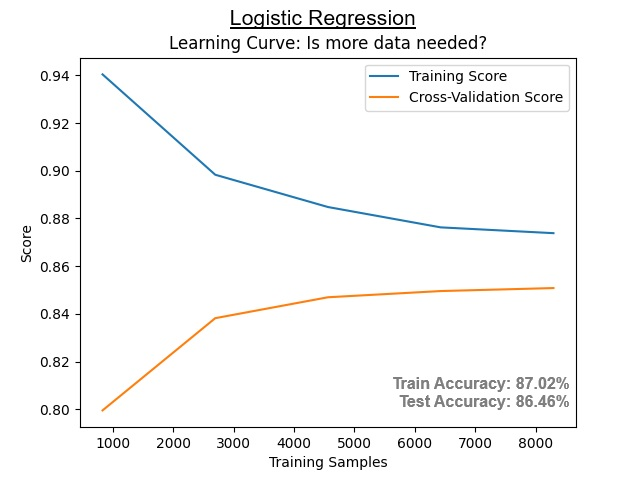 Logistic Regression
Learning Curve: Is more data needed?
Training Score
Cross-Validation Score
0.94
0.92
0.90
0.88
0.86
0.84
0.82
0.80
Score
Train Accuracy: 87.02%
Test Accuracy: 86.46%
1000 2000 3000 4000 5000 6000 7000 8000
Training Samples